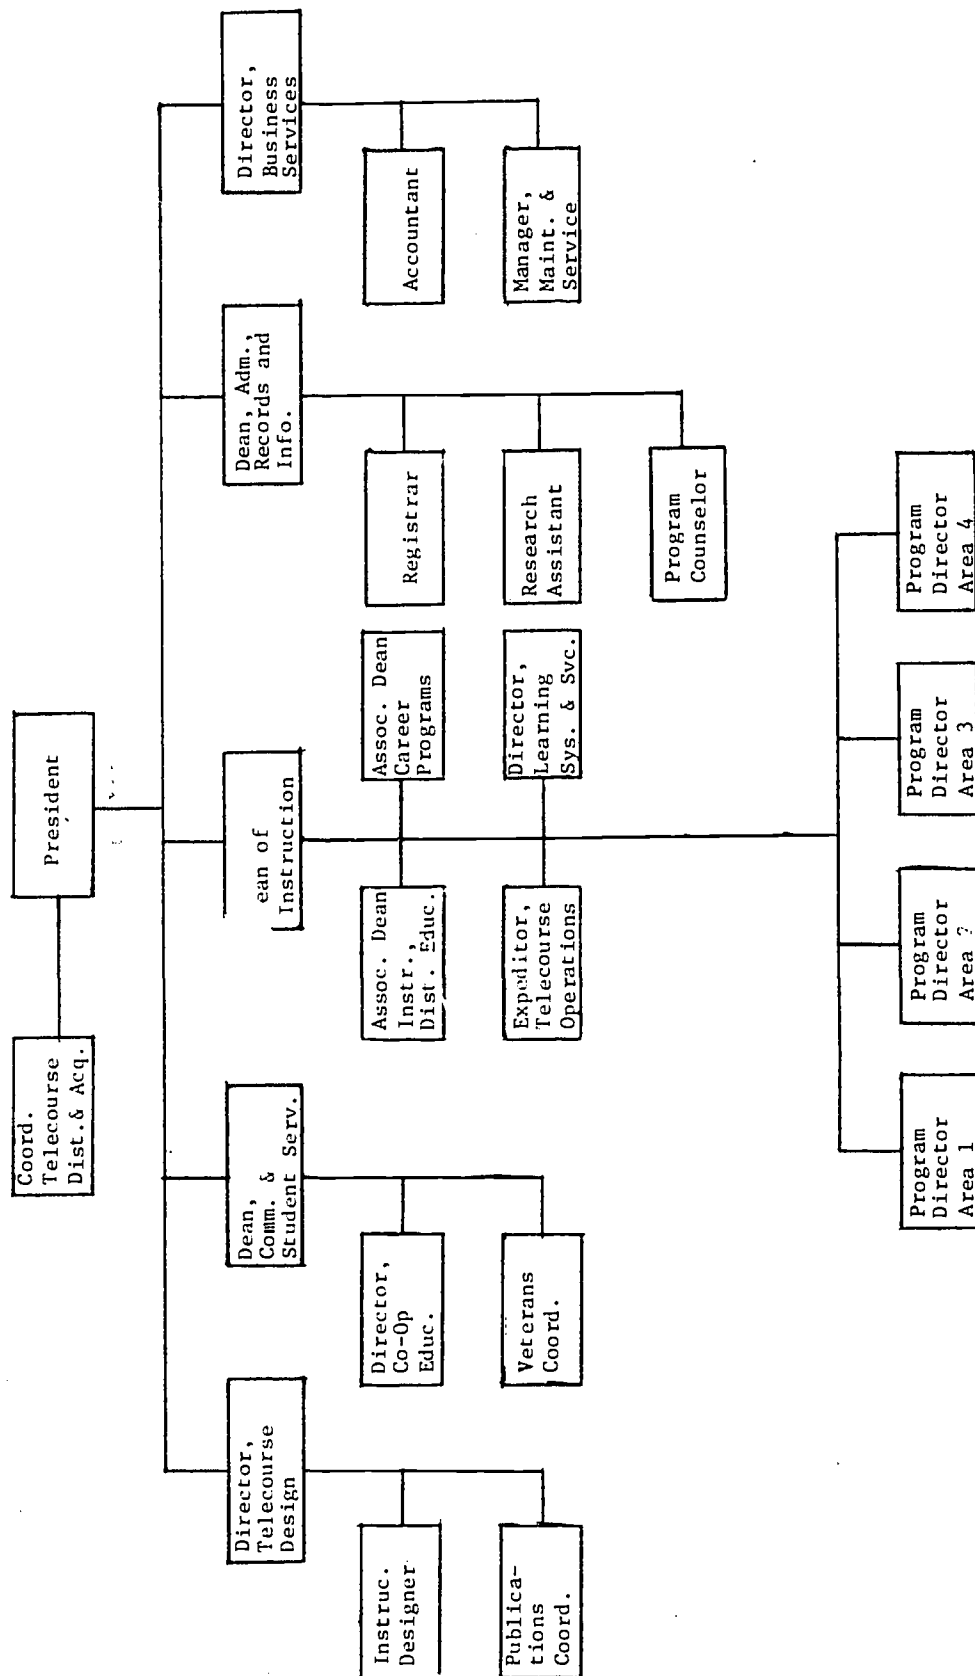 Coord.
Telecourse
Dist.& Acq.
President
Director,
Telecourse
Design
Dean,
Comm. &
Student Serv.
ean of
Instruction
Dean, Adm.,
Records and
Info.
Director,
Business
Services
Instruc.
Designer
Director,
Co-Op
Educ.
Assoc. Dean
Instr.,
Dist. Educ.
Assoc. Dean
Career
Programs
Registrar
Accountant
Publica-
tions
Coord.
Veterans
Coord.
Expeditor,
Telecourse
Operations
Director,
Learning
Sys. & Svc.
Research
Assistant
Manager,
Maint. &
Service
Program
Counselor
Program
Director
Area 1
Program
Director
Area
Program
Director
Area 3
Program
Director
Area 4